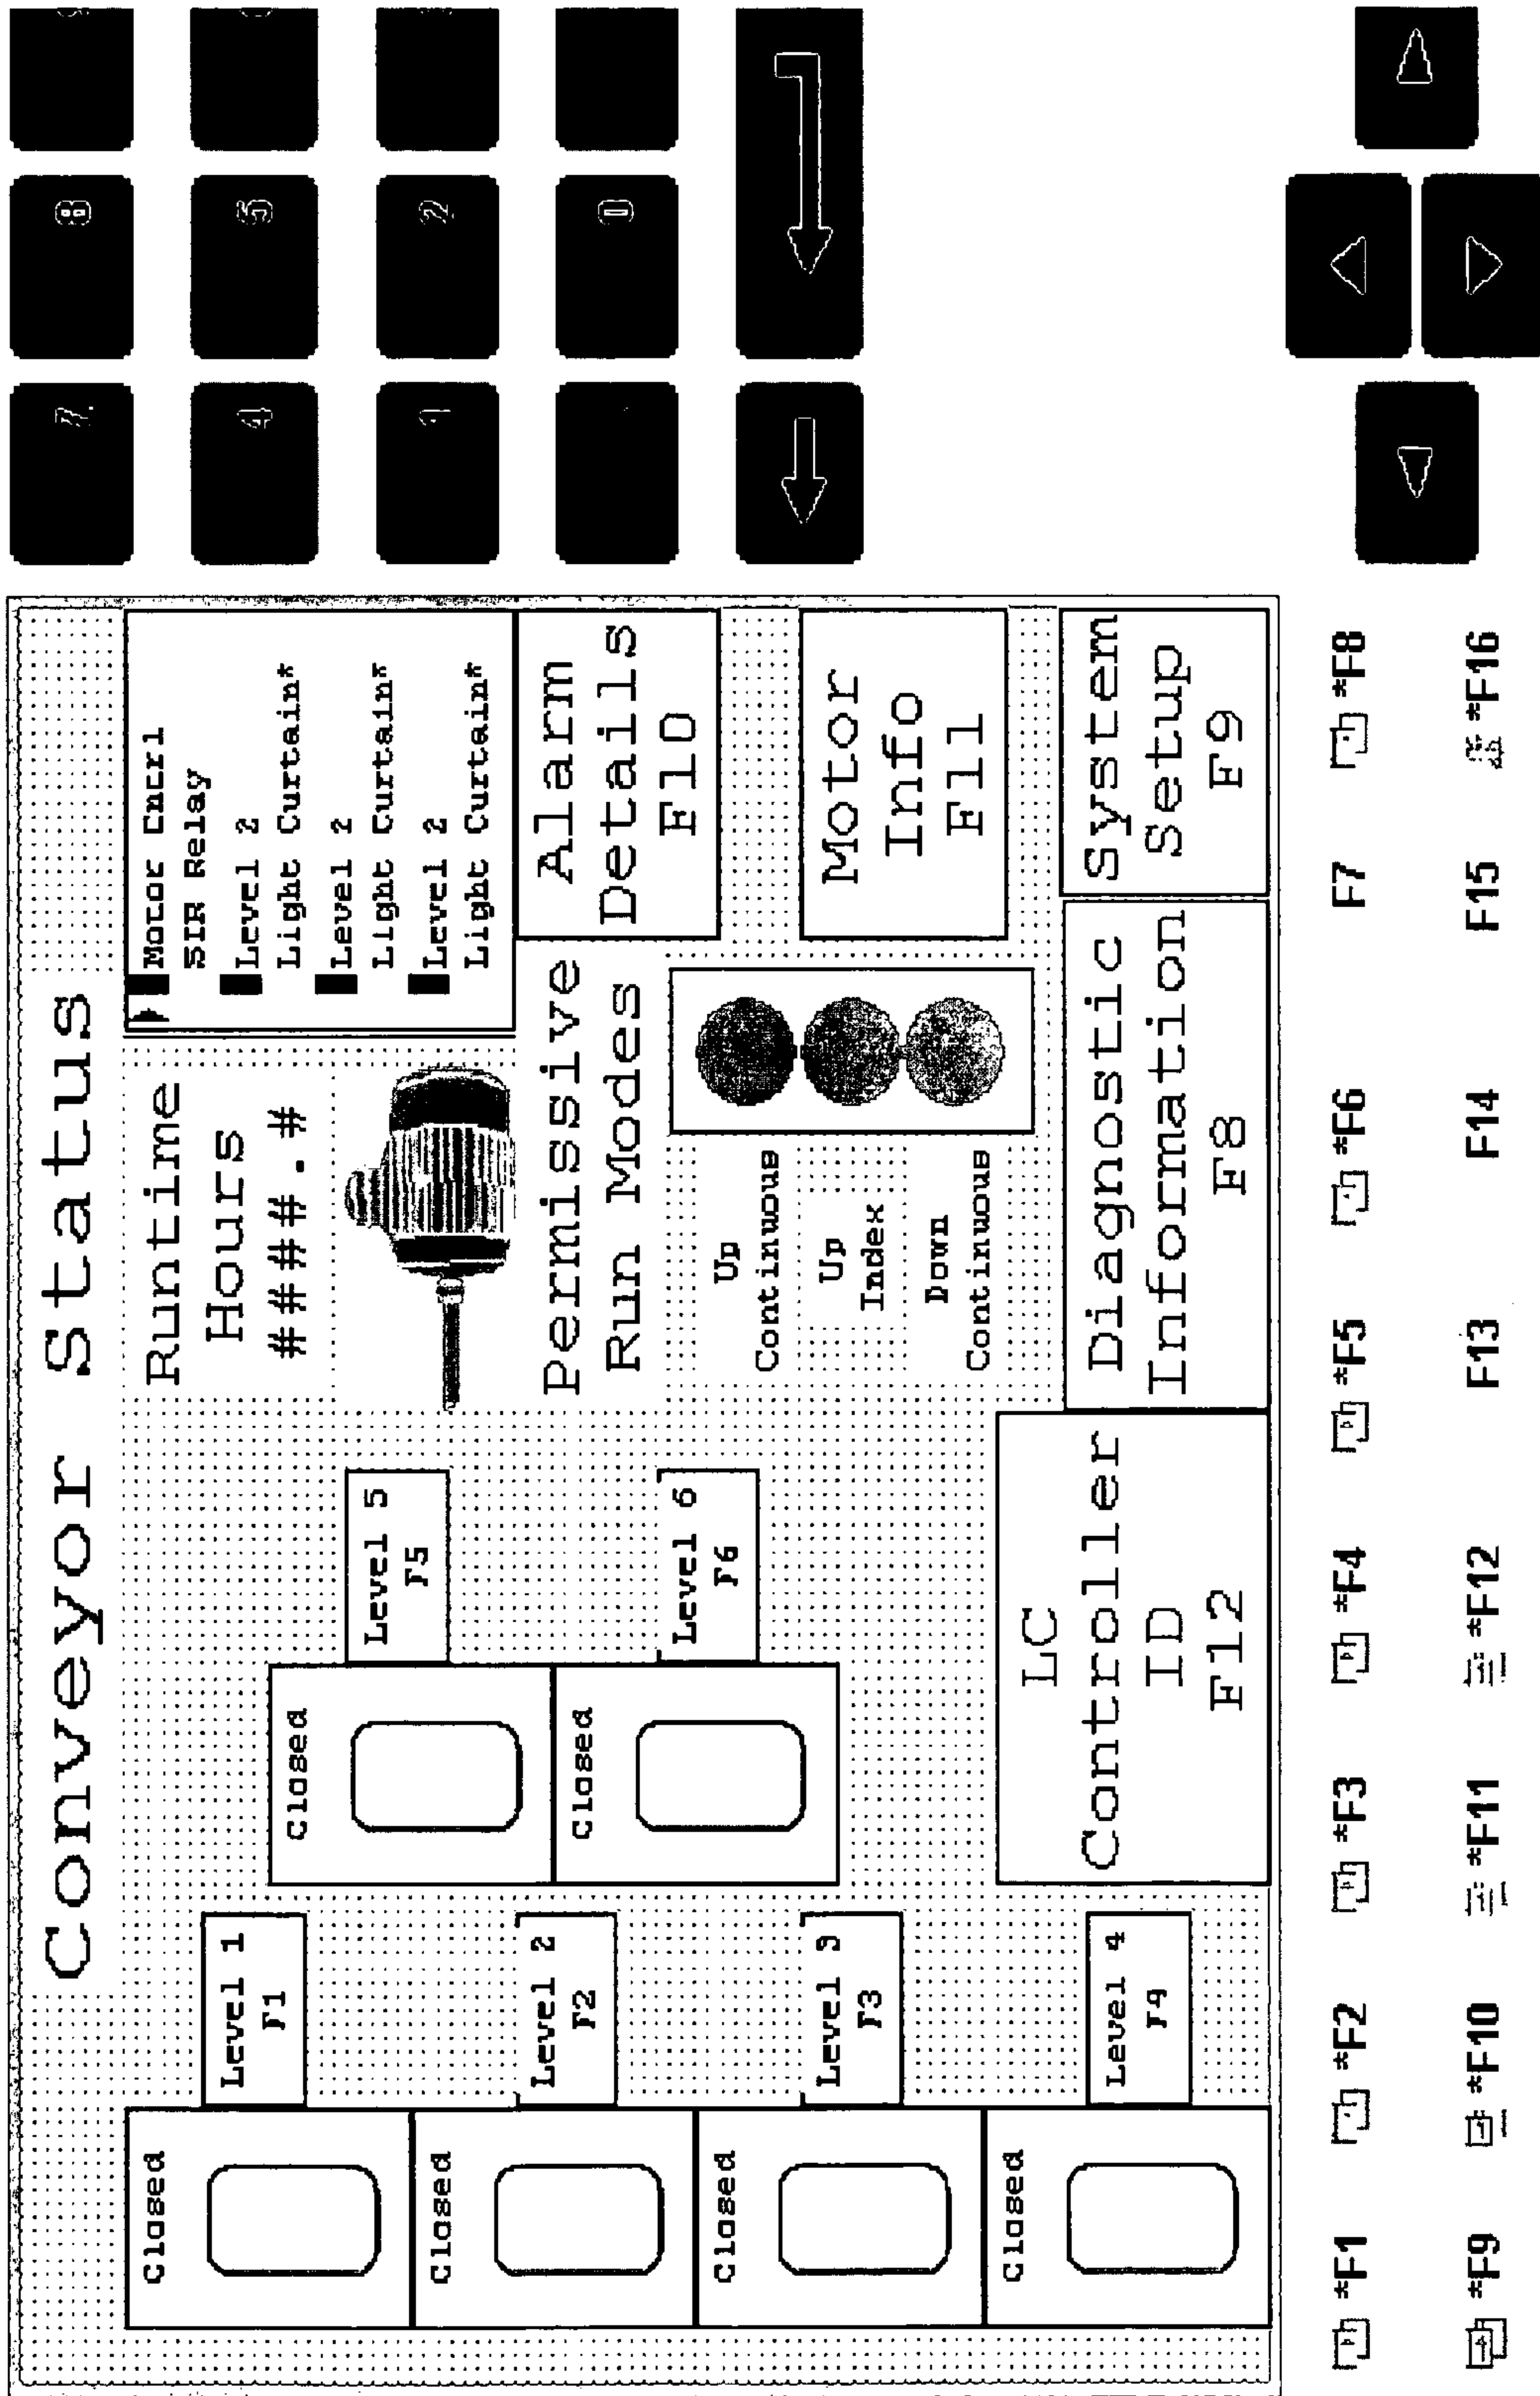 Conveyor Status
Closed
Level 1
F1
Closed
Level 2
F2
Closed
Level 3
F3
Closed
Level 4
F4
Closed
Level 5
F5
Closed
Level 6
F6
Runtime
Hours
####.#
Motor Cntrl
SIR Relay
Level 2
Light Curtain*
Level 2
Light Curtain*
Level 2
Light Curtain*
Permissive
Run Modes
Up
Continuous
Up
Index
Down
Continuous
Alarm
Details
F10
Motor
Info
F11
LC
Controller
ID
F12
Diagnostic
Information
F8
System
Setup
F9
7 8
4 5
1 2
0
*F1 *F2 *F3 *F4 *F5 *F6 F7 *F8
*F9 *F10 *F11 *F12 F13 F14 F15 *F16